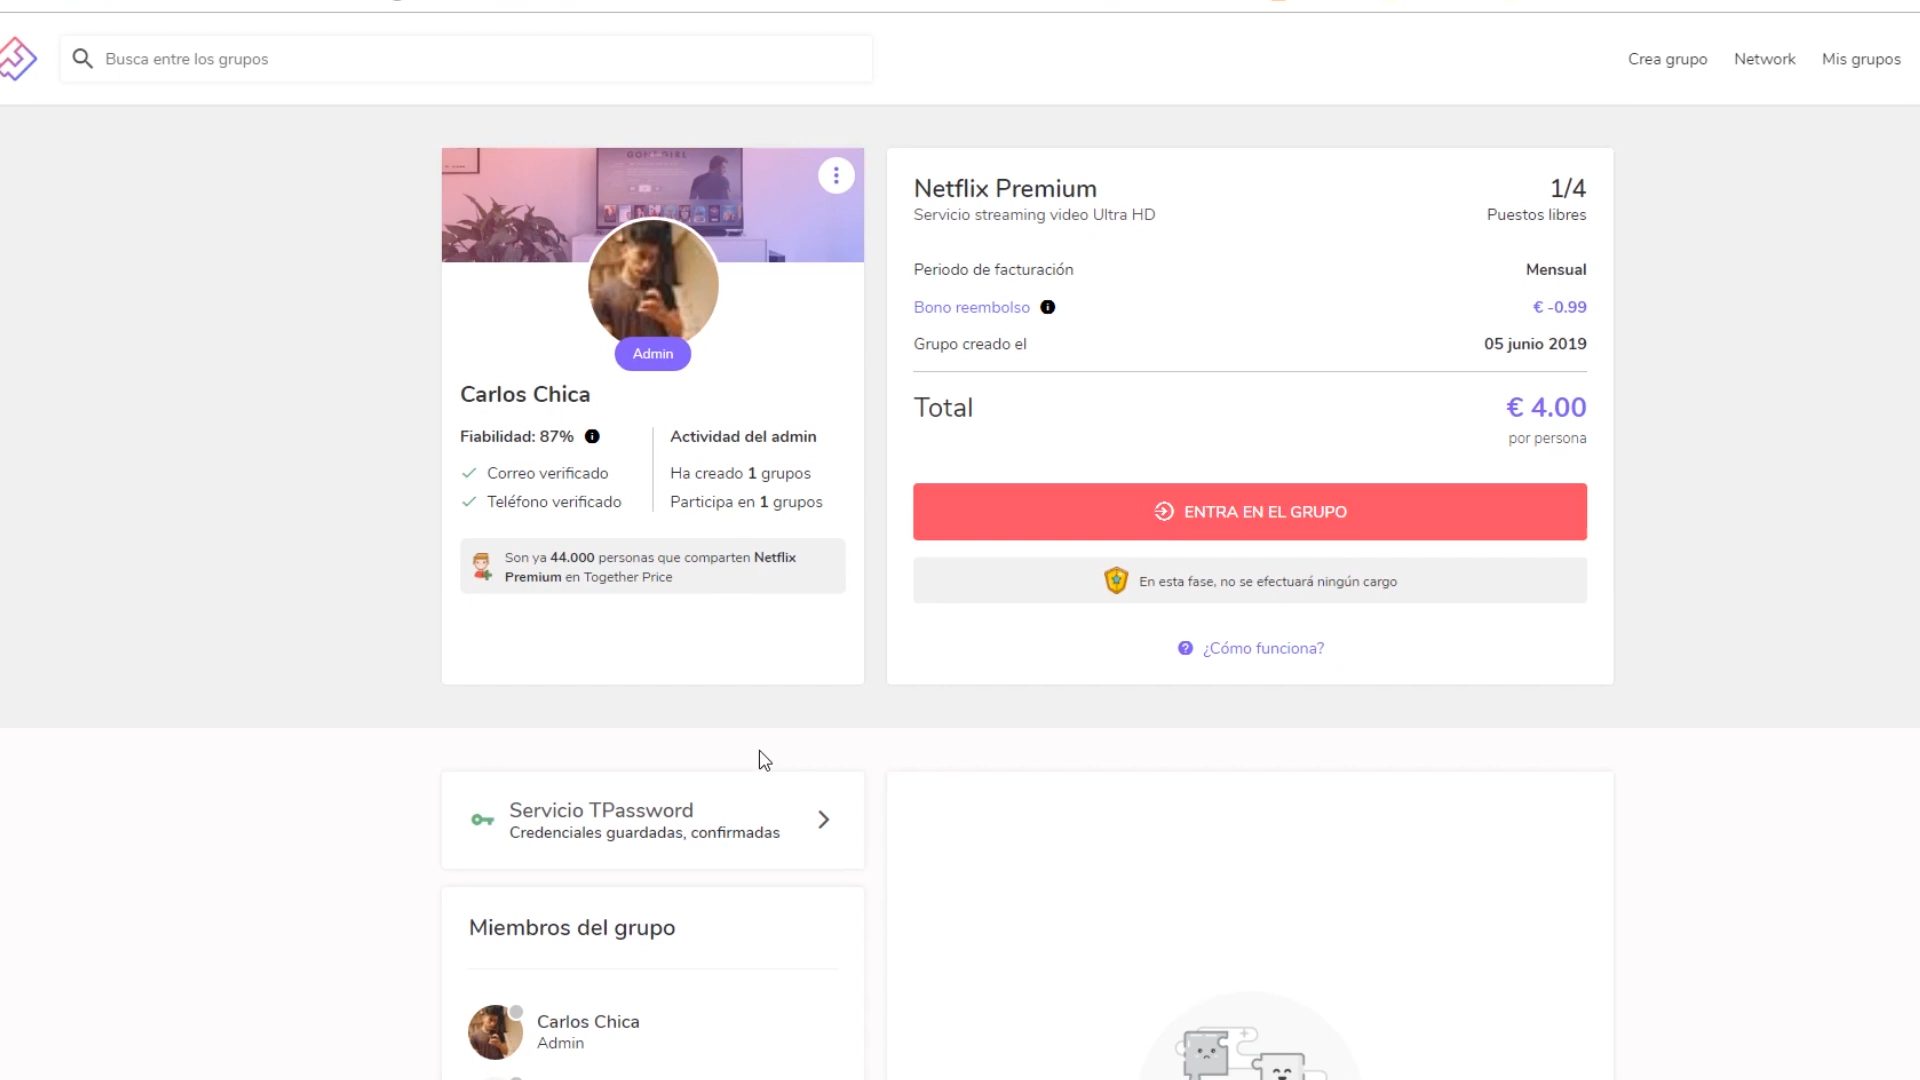 Busca entre los grupos
Crea grupo
Network
Mis grupos
GONE GIRL
Admin
Carlos Chica
Fiabilidad: 87%
Correo verificado
Teléfono verificado
Actividad del admin
Ha creado 1 grupos
Participa en 1 grupos
Son ya 44.000 personas que comparten Netflix
Premium en Together Price
Netflix Premium
1/4
Servicio streaming video Ultra HD
Puestos libres
Periodo de facturación
Mensual
Bono reembolso
€ -0.99
Grupo creado el
05 junio 2019
Total
€ 4.00
por persona
ENTRA EN EL GRUPO
En esta fase, no se efectuará ningún cargo
¿Cómo funciona?
Servicio TPassword
Credenciales guardadas, confirmadas
Miembros del grupo
Carlos Chica
Admin